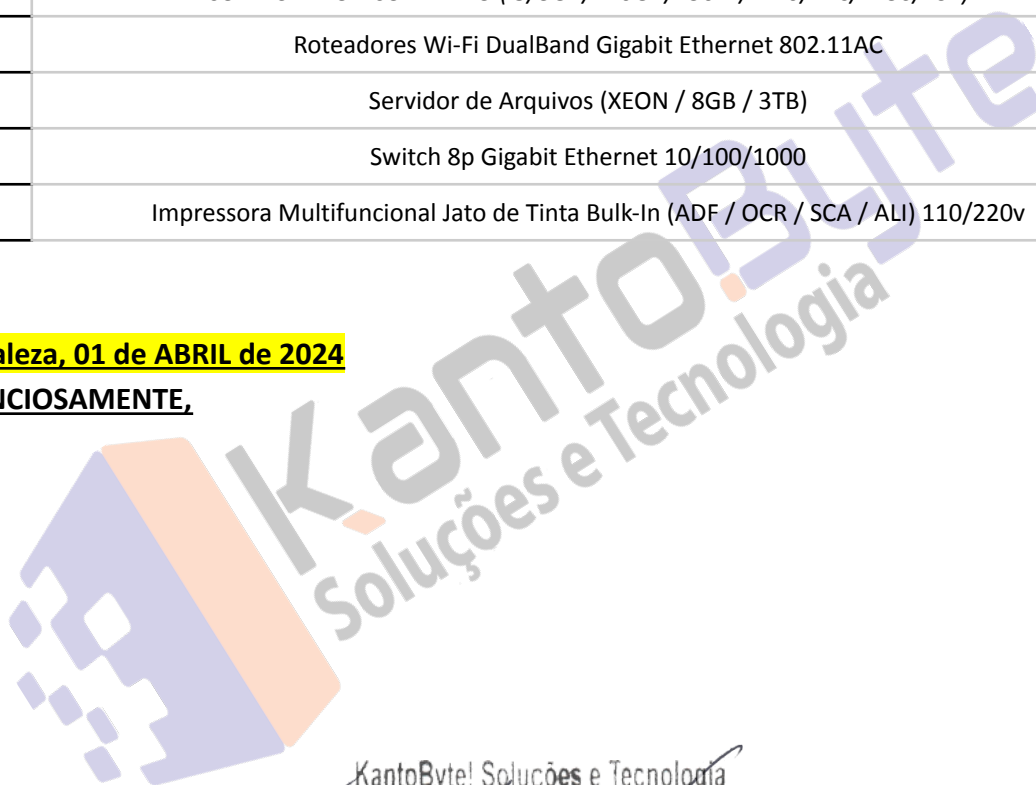 Roteadores Wi-Fi DualBand Gigabit Ethernet 802.11AC
Servidor de Arquivos (XEON / 8GB / 3TB)
Switch 8p Gigabit Ethernet 10/100/1000
Impressora Multifuncional Jato de Tinta Bulk-In (ADF / OCR / SCA / ALI) 110/220v
aleza, 01 de ABRIL de 2024
NCIOSAMENTE,
KantoByte
Soluções e Tecnologia
KantoByte! Soluções e Tecnologia